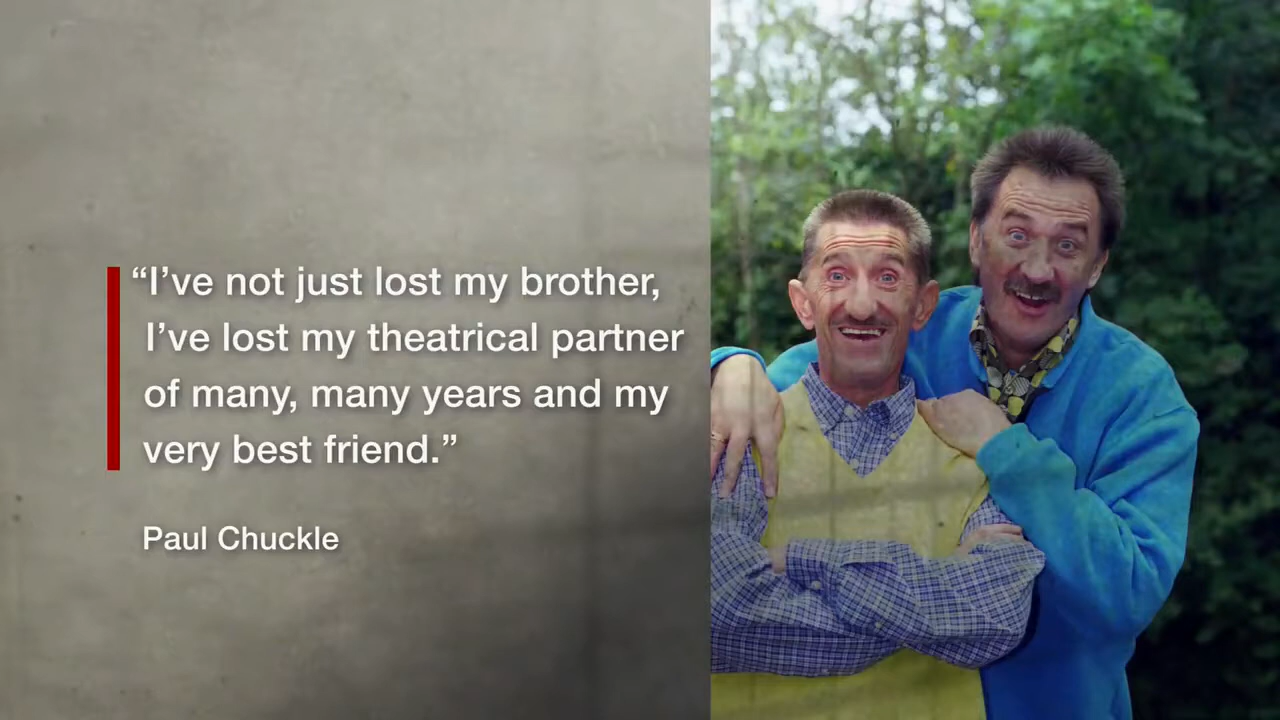 “I’ve not just lost my brother,
I’ve lost my theatrical partner
of many, many years and my
very best friend.”
Paul Chuckle